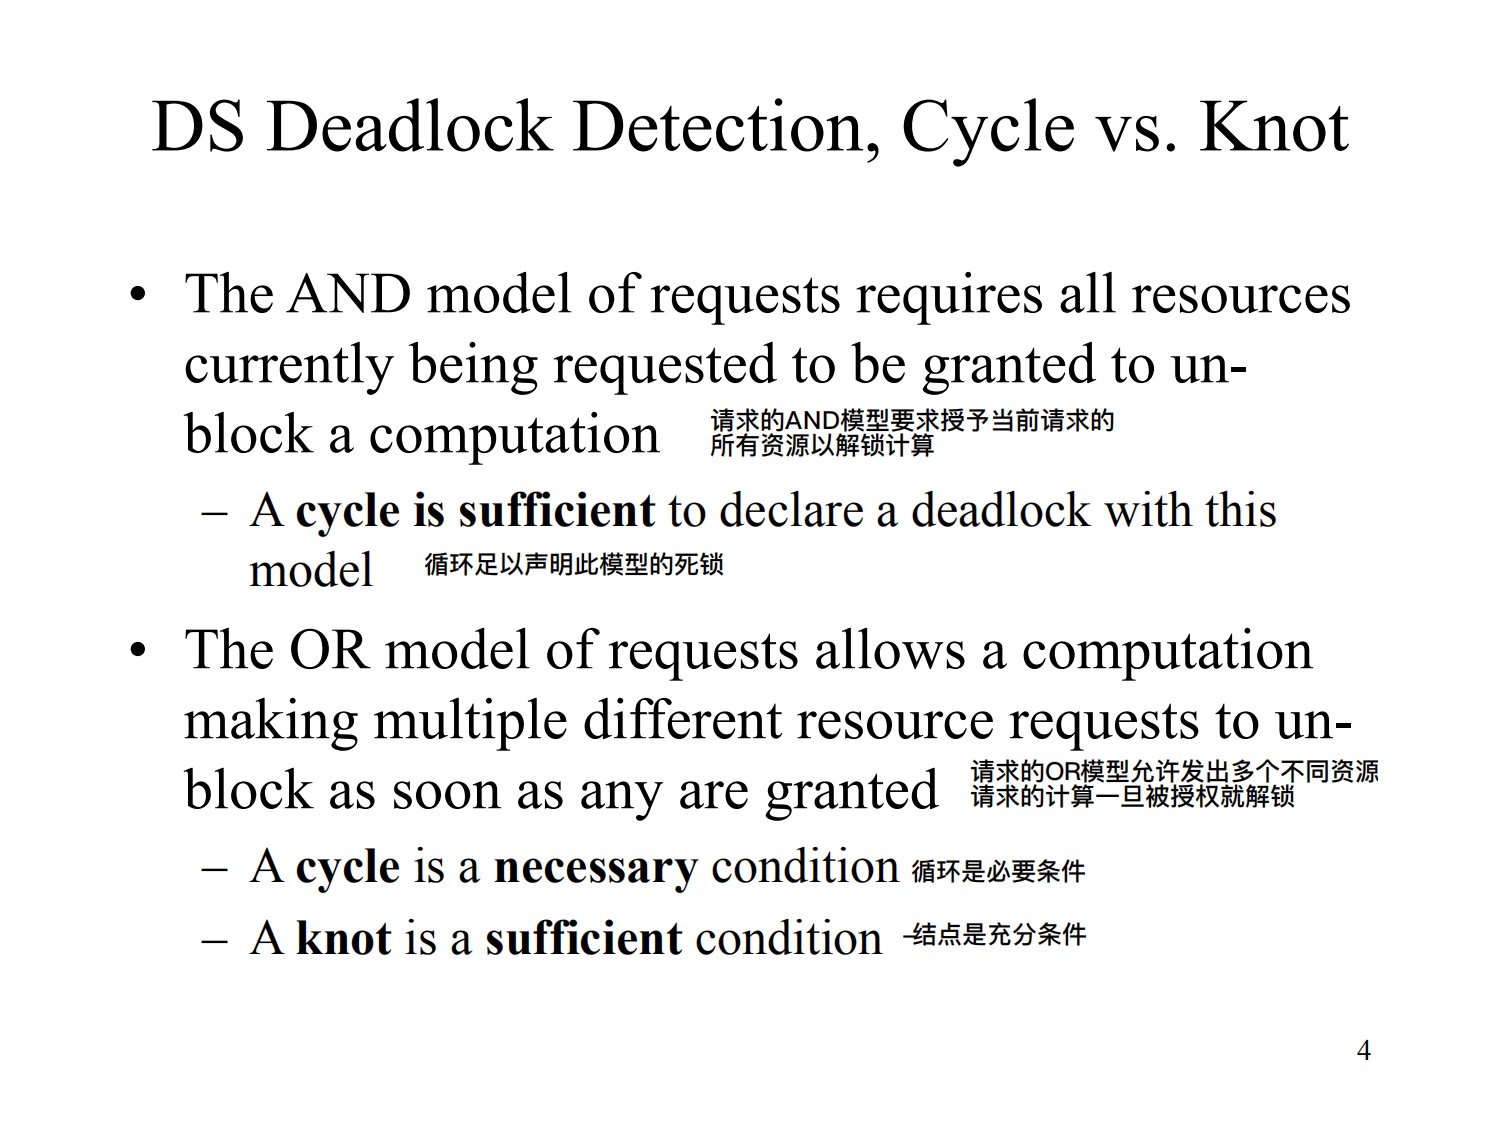 DS Deadlock Detection, Cycle vs. Knot
• The AND model of requests requires all resources
currently being requested to be granted to un-
block a computation
请求的AND模型要求授予当前请求的
所有资源以解锁计算
– A cycle is sufficient to declare a deadlock with this
model 循环足以声明此模型的死锁
• The OR model of requests allows a computation
making multiple different resource requests to un-
block as soon as any are granted
请求的OR模型允许发出多个不同资源
请求的计算一旦被授权就解锁
– A cycle is a necessary condition 循环是必要条件
– A knot is a sufficient condition -结点是充分条件
4